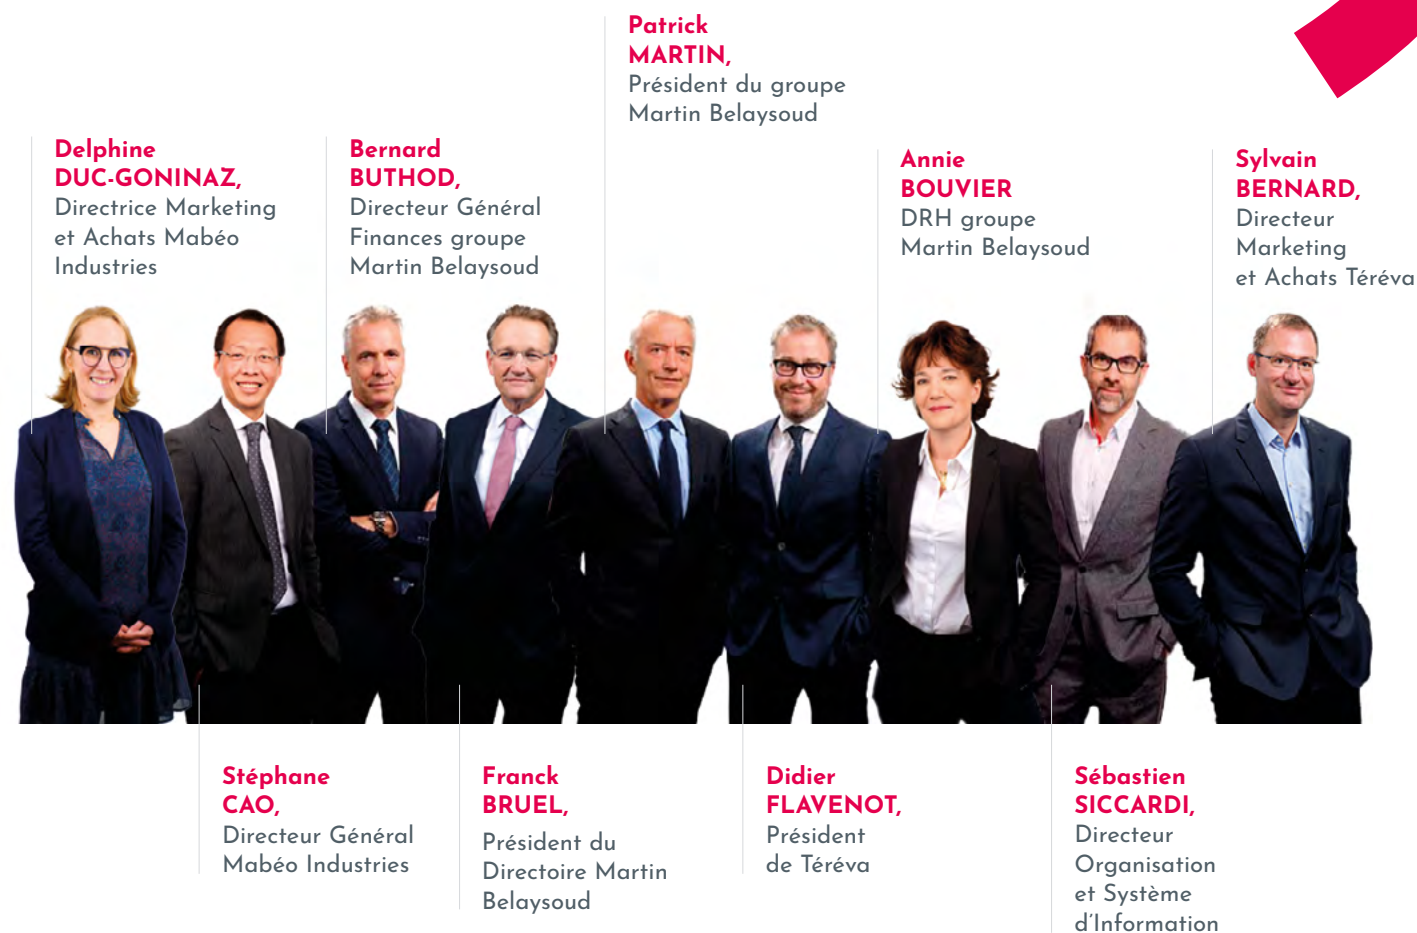 Patrick
MARTIN,
Président du groupe
Martin Belaysoud
Delphine
DUC-GONINAZ,
Directrice Marketing
et Achats Mabéo
Industries
Bernard
BUTHOD,
Directeur Général
Finances groupe
Martin Belaysoud
Annie
BOUVIER
DRH groupe
Martin Belaysoud
Sylvain
BERNARD,
Directeur
Marketing
et Achats Téréva
Stéphane
CAO,
Directeur Général
Mabéo Industries
Franck
BRUEL,
Président du
Directoire Martin
Belaysoud
Didier
FLAVENOT,
Président
de Téréva
Sébastien
SICCARDI,
Directeur
Organisation
et Système
d'Information